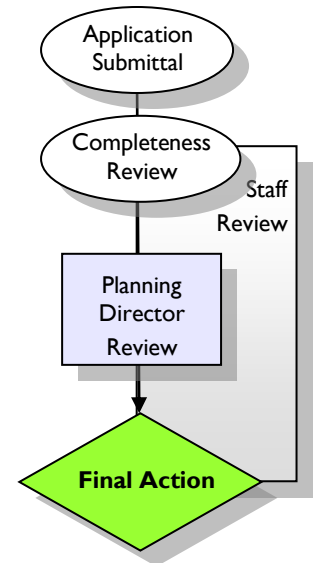 Application
Submittal
Completeness
Review
Staff
Review
Planning
Director
Review
Final Action